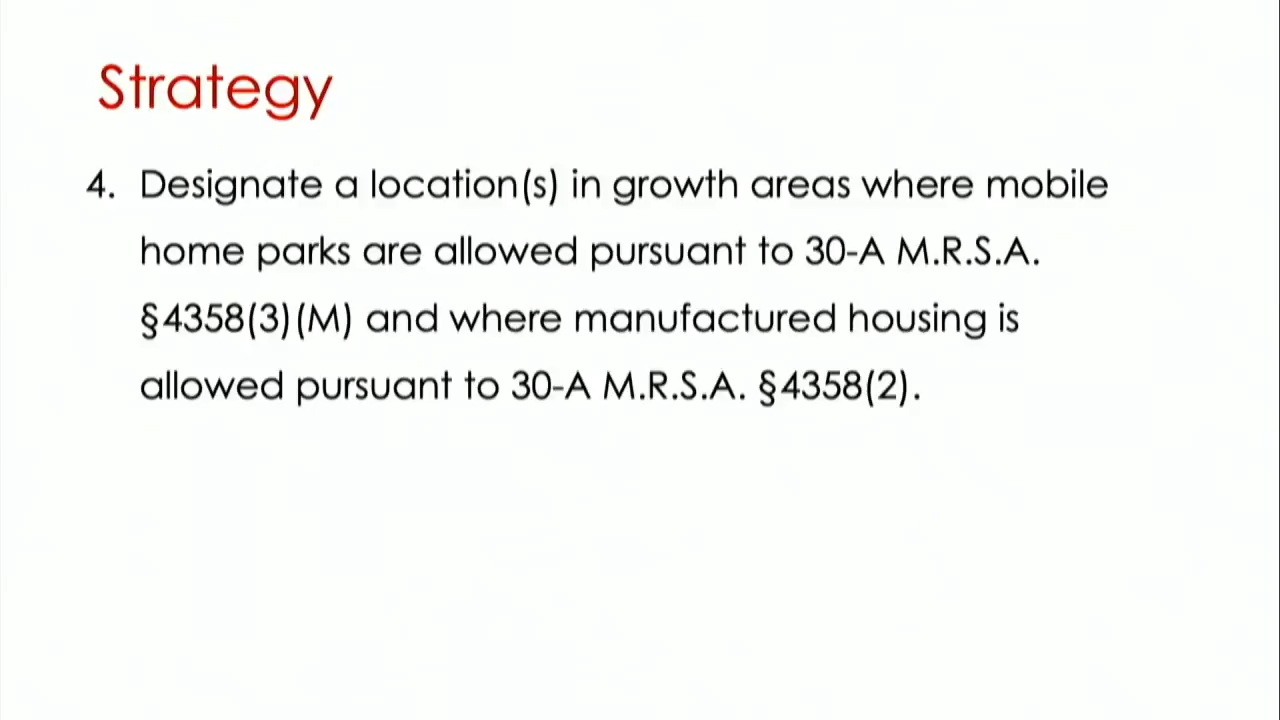 Strategy
4. Designate a location(s) in growth areas where mobile
home parks are allowed pursuant to 30-A M.R.S.A.
§4358(3)(M) and where manufactured housing is
allowed pursuant to 30-A M.R.S.A. §4358(2).